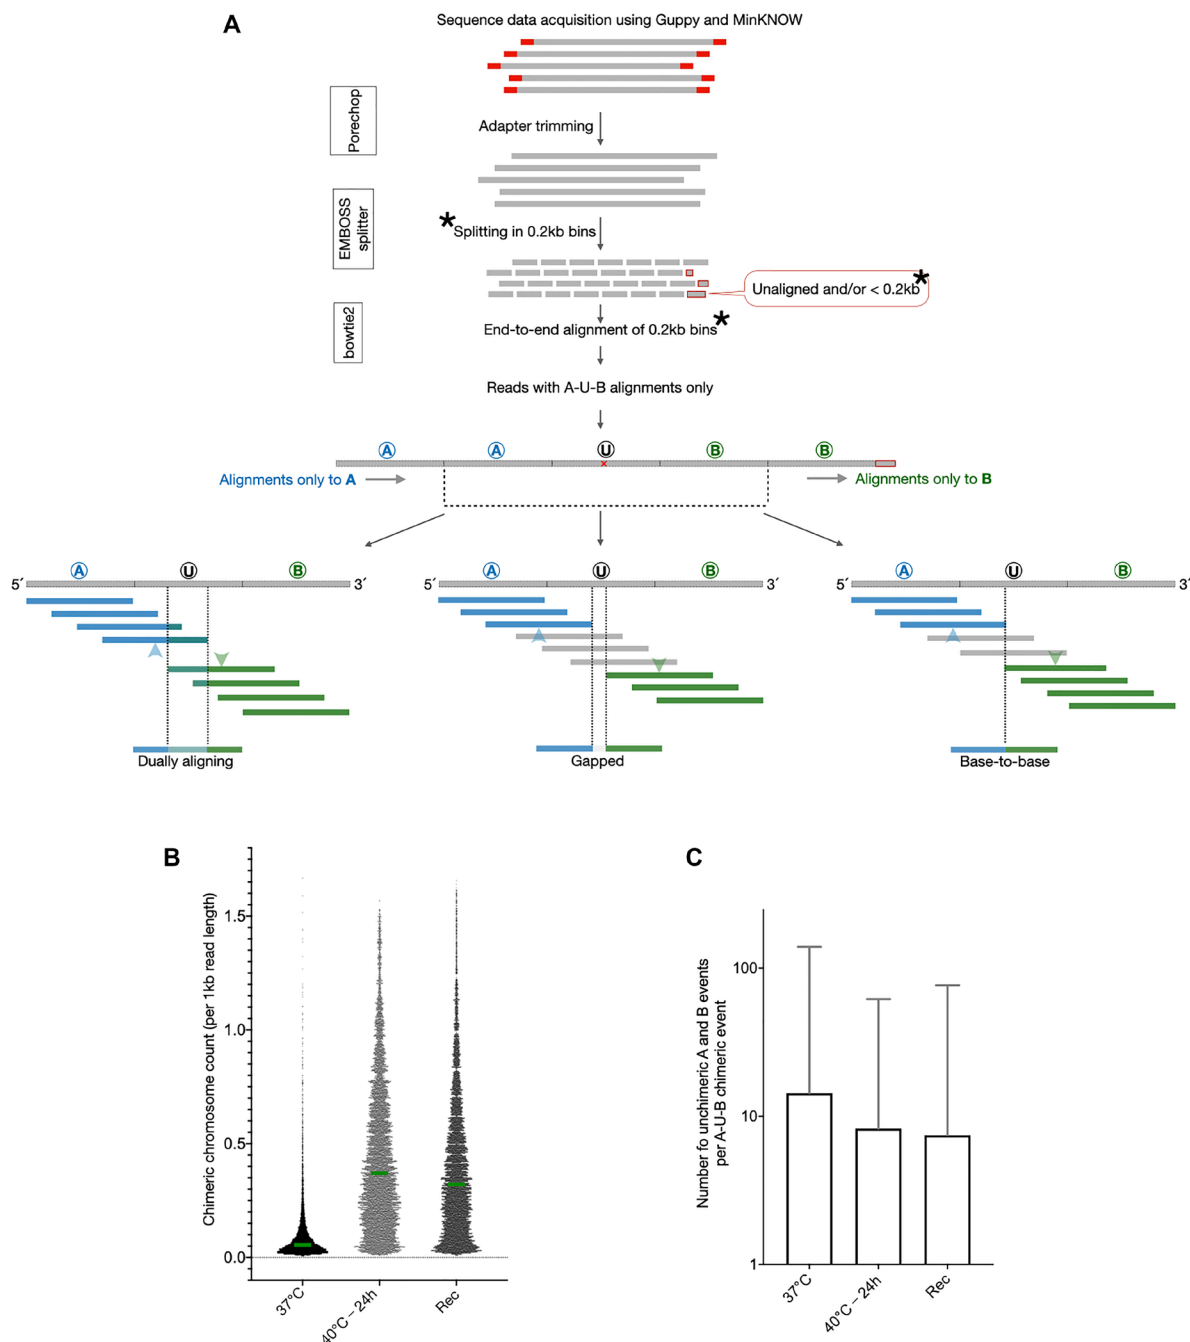 A
Sequence data acquisition using Guppy and MinKNOW
Porechop
Adapter trimming
EMBOSS
splitter
*Splitting in 0.2kb bins
Unaligned and/or < 0.2kb*
bowtie2
End-to-end alignment of 0.2kb bins*
Reads with A-U-B alignments only
A A U B B
x
Alignments only to A
Alignments only to B
A U B
5´ 3´
A U B
5´ 3´
A U B
5´ 3´
Dually aligning
Gapped
Base-to-base
B
Chimeric chromosome count (per 1kb read length)
1.5
1.0
0.5
0.0
37°C
40°C – 24h
Rec
C
Number fo unchimeric A and B events
per A-U-B chimeric event
100
10
1
37°C
40°C – 24h
Rec